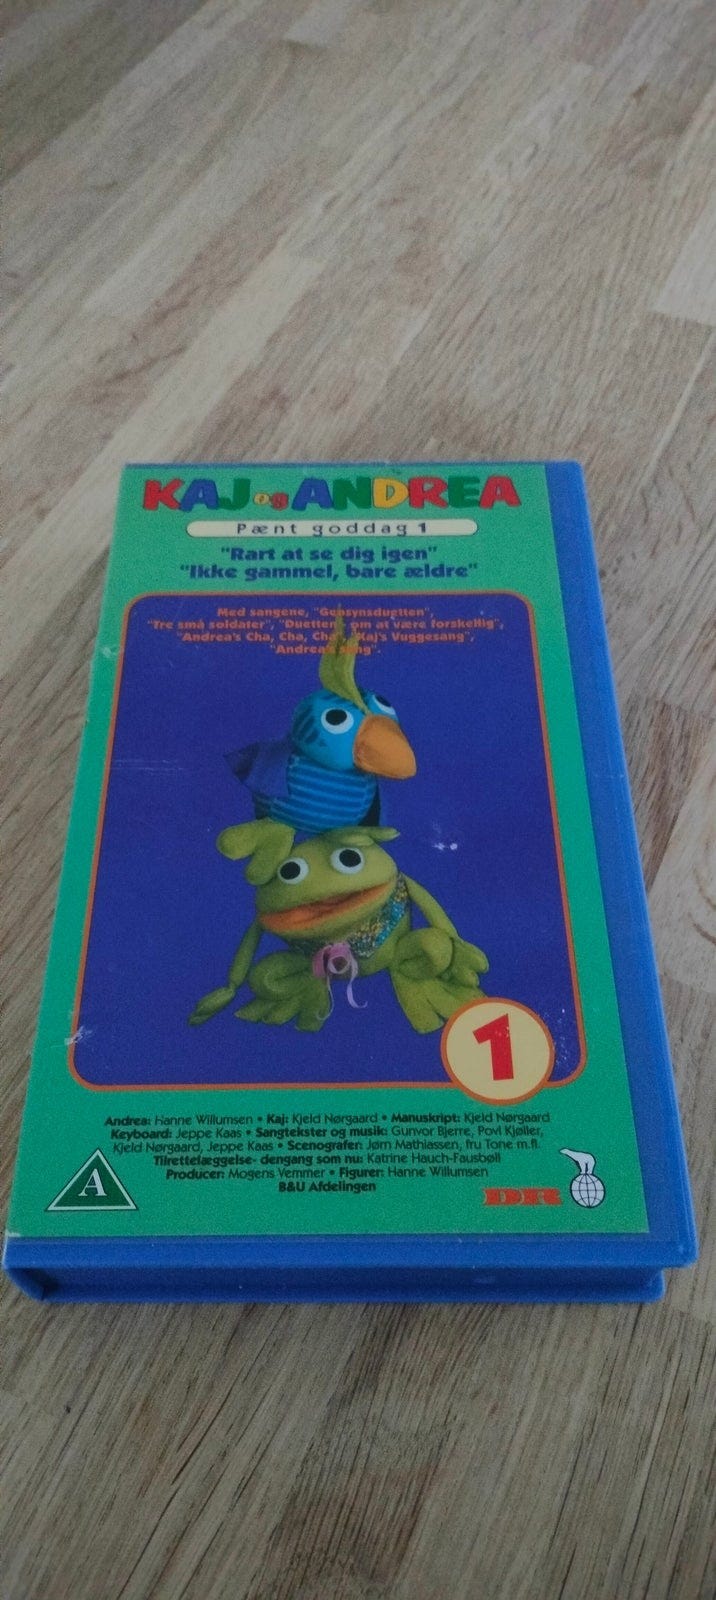 KAJ og ANDREA
Pænt goddag 1
"Rart at se dig igen"
"Ikke gammel, bare ældre"
Med sangene, "Gensynsduetten",
"Tre små soldater", "Duetten om at være forskellig",
"Andrea's Cha, Cha, Cha", "Kaj's Vuggesang",
"Andrea's sang".
1
Andrea: Hanne Willumsen • Kaj: Kjeld Nørgaard • Manuskript: Kjeld Nørgaard
Keyboard: Jeppe Kaas • Sangtekster og musik: Gunvor Bjerre, Povl Kjøller,
Kjeld Nørgaard, Jeppe Kaas • Scenografer: Jørn Mathiassen, fru Tone m.fl.
Tilrettelæggelse- dengang som nu: Katrine Hauch-Fausbøll
Producer: Mogens Vemmer • Figurer: Hanne Willumsen
B&U Afdelingen
A
DR